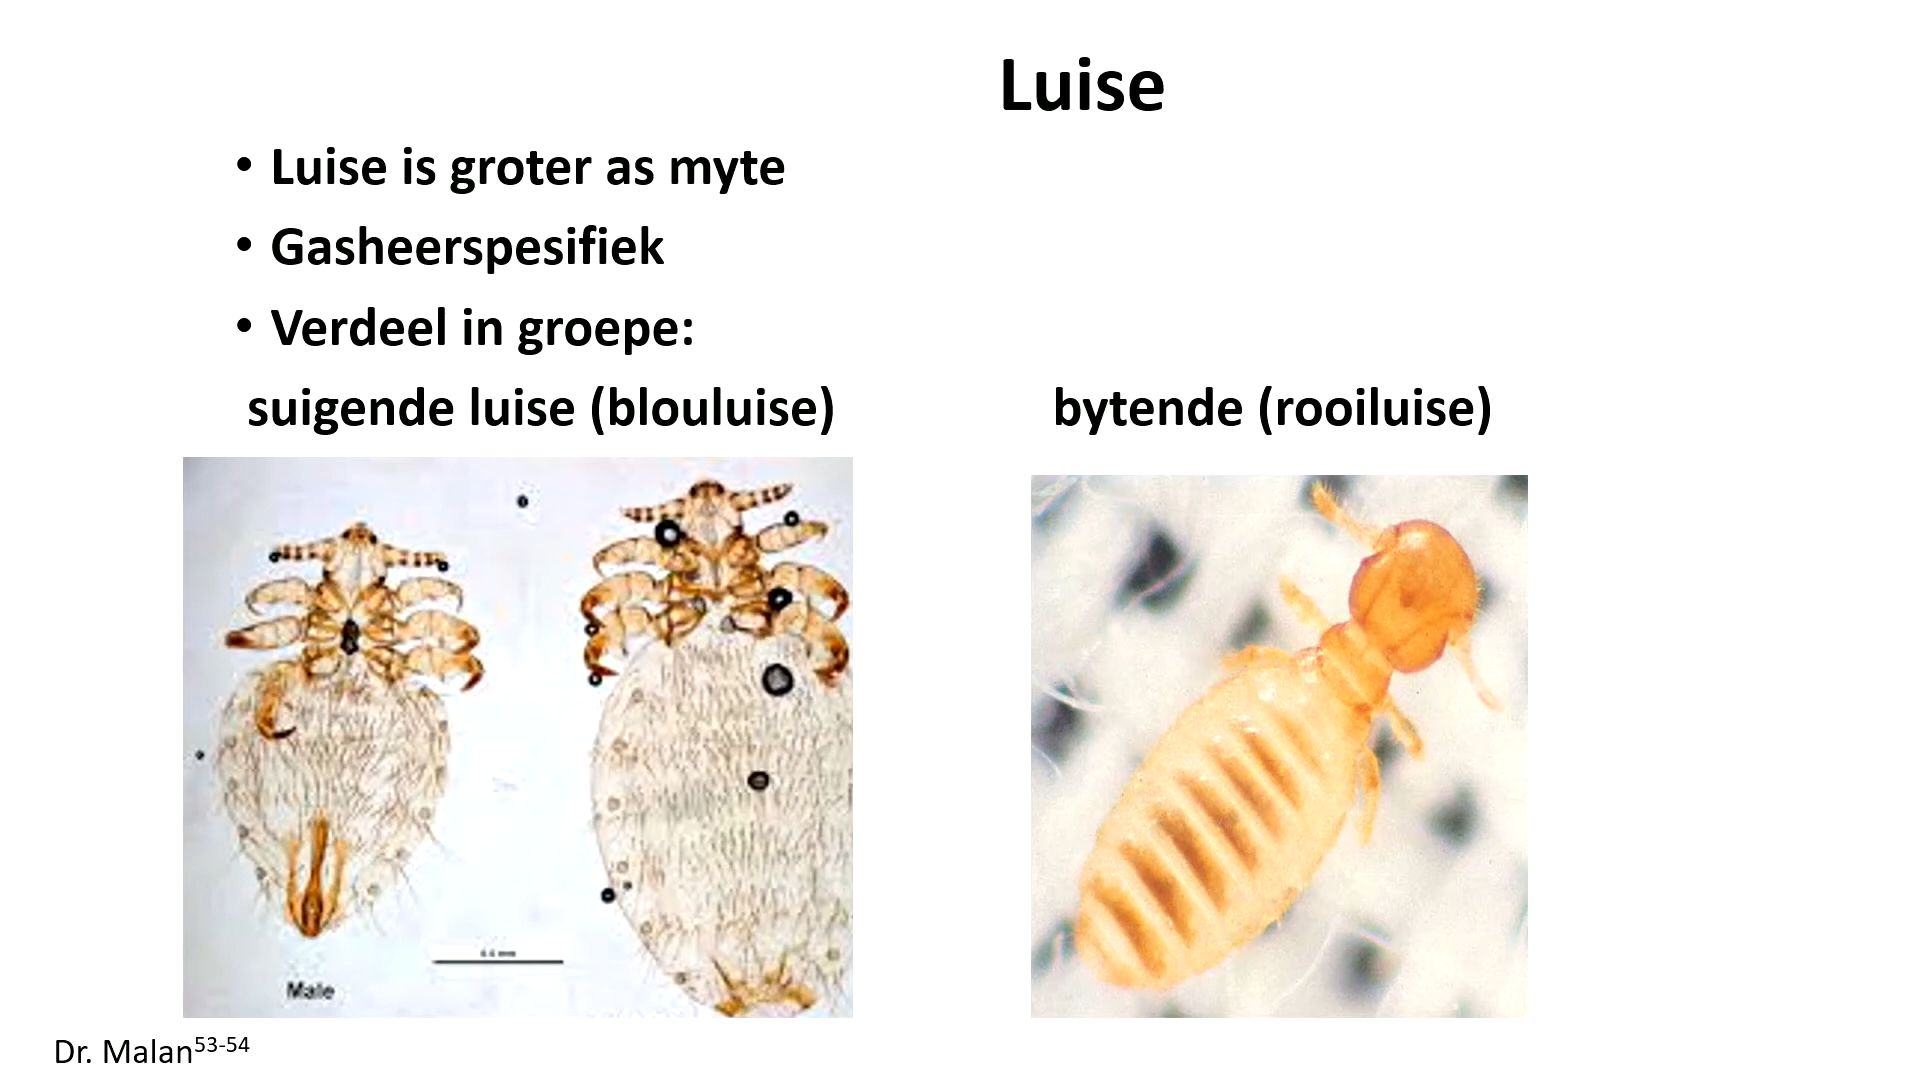 Luise
• Luise is groter as myte
• Gasheerspesifiek
• Verdeel in groepe:
suigende luise (blouluise) bytende (rooiluise)
Male
Dr. Malan53-54